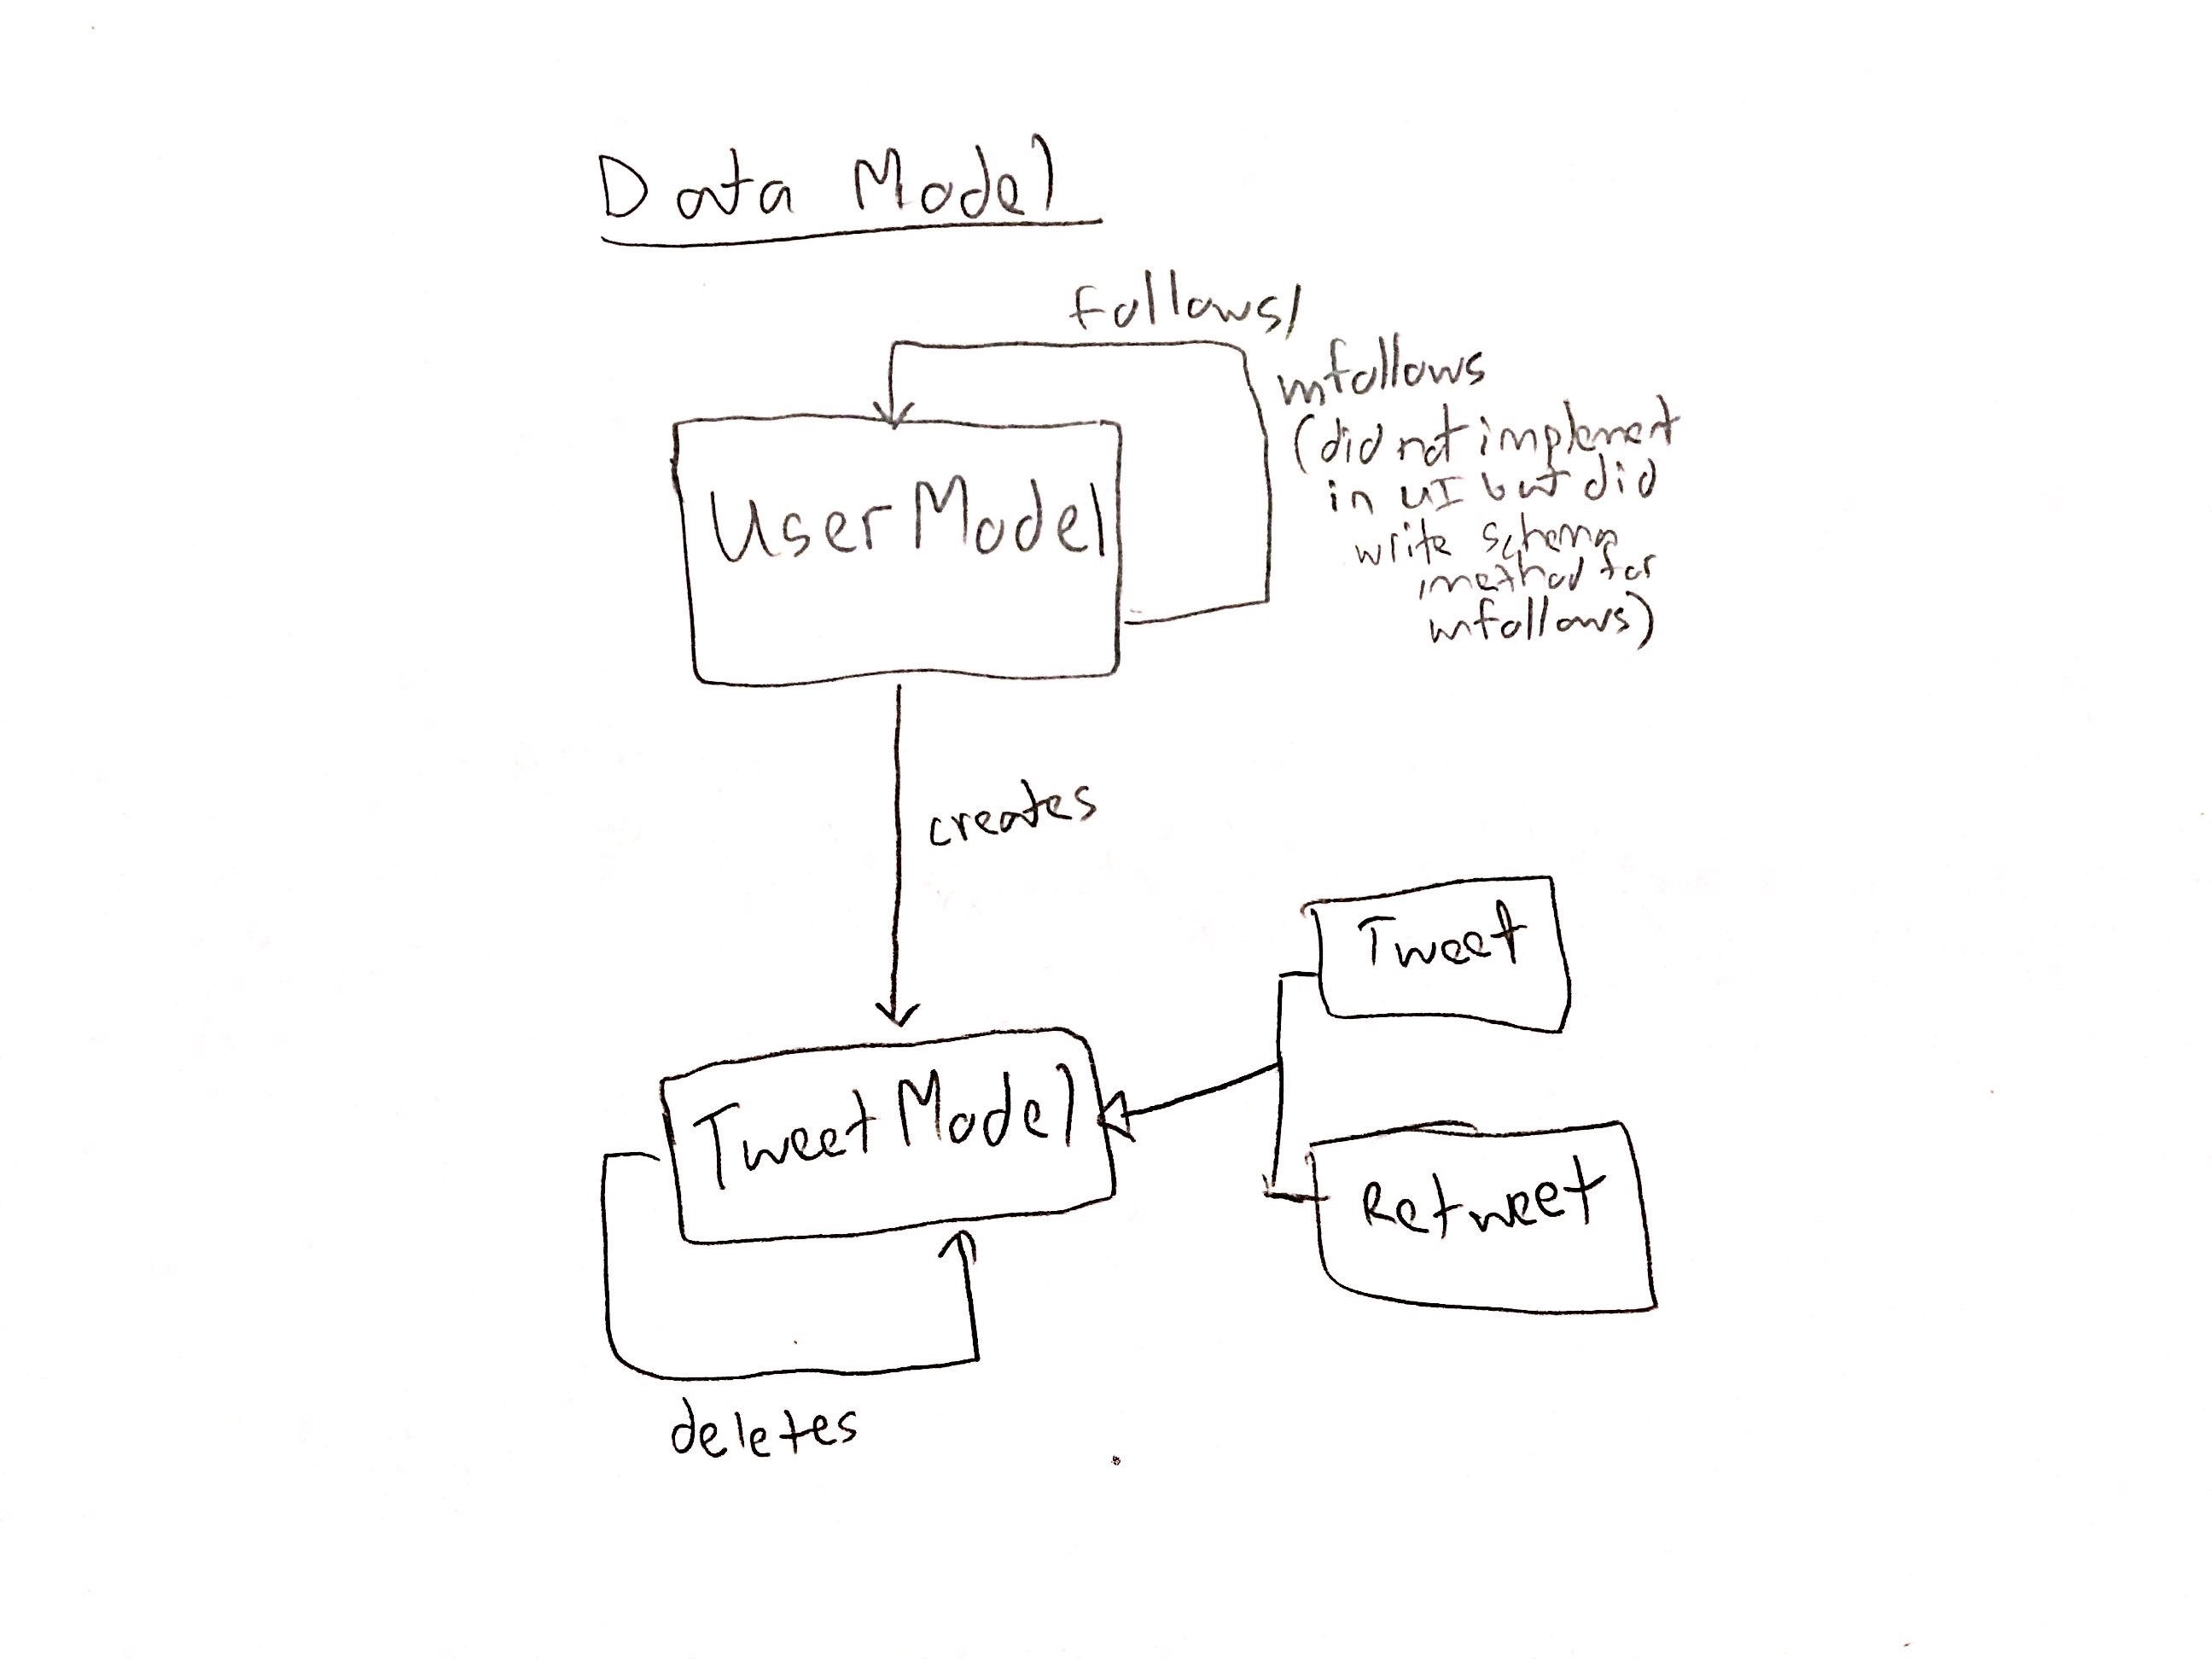 Data Model
follows/
unfollows
(did not implement
in UI but did
write schema
method for
unfollows)
UserModel
creates
Tweet
TweetModel
Retweet
deletes